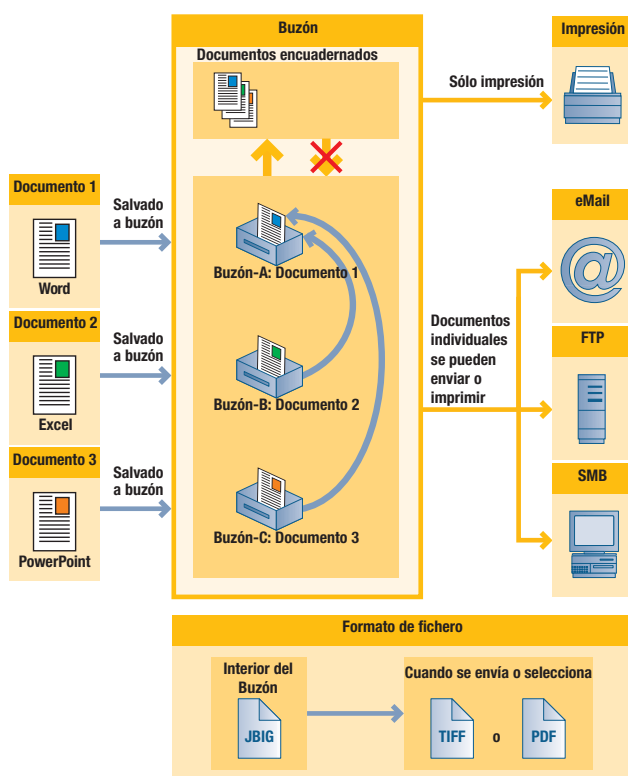 Buzón
Documentos encuadernados
Impresión
Sólo impresión
Documento 1
Word
Salvado
a buzón
Buzón-A: Documento 1
Documento 2
Excel
Salvado
a buzón
Buzón-B: Documento 2
Documento 3
PowerPoint
Salvado
a buzón
Buzón-C: Documento 3
Documentos
individuales
se pueden
enviar o
imprimir
eMail
@
FTP
SMB
Formato de fichero
Interior del
Buzón
JBIG
Cuando se envía o selecciona
TIFF o PDF